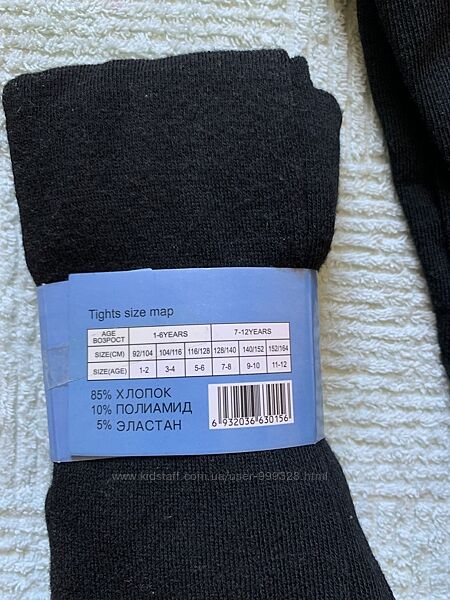 Tights size map
AGE ВОЗРОСТ 1-6YEARS 7-12YEARS
SIZE(CM) 92/104 104/116 116/128 128/140 140/152 152/164
SIZE(AGE) 1-2 3-4 5-6 7-8 9-10 11-12
85% ХЛОПОК
10% ПОЛИАМИД
5% ЭЛАСТАН
6 932036 630156
www.kidstaff.com.ua/user-999328.html